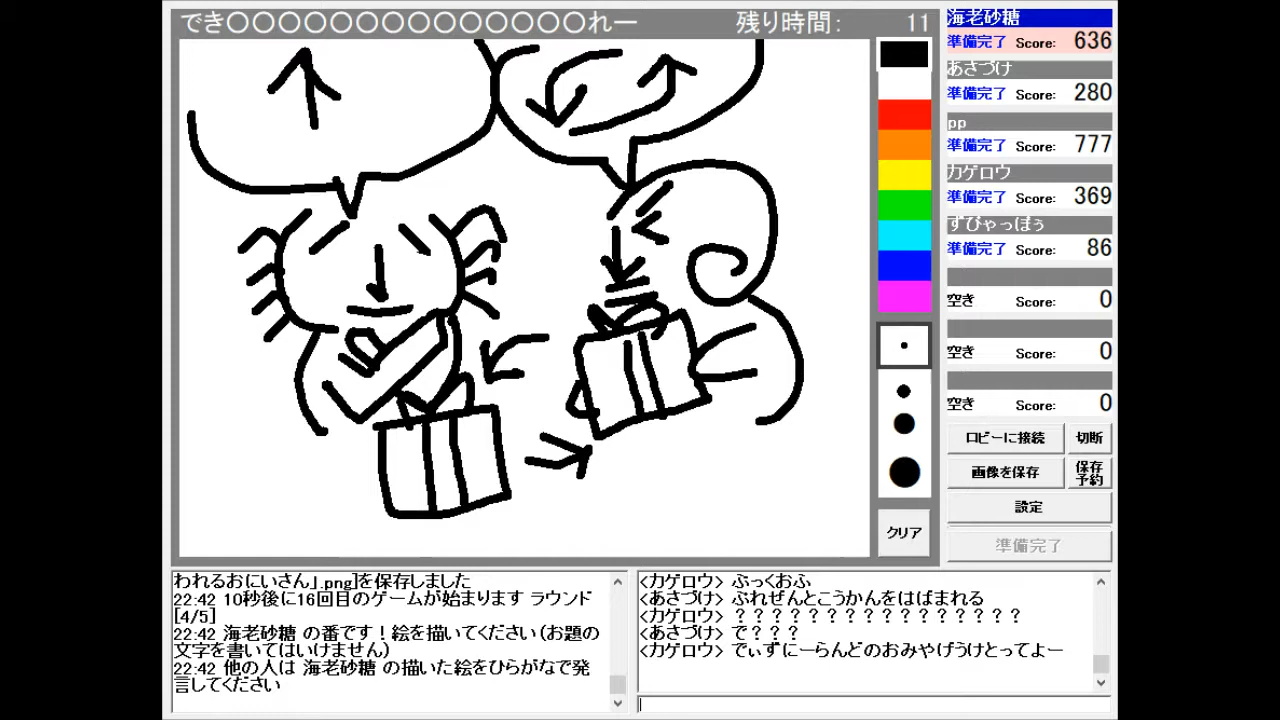 でき〇〇〇〇〇〇〇〇〇〇〇〇〇〇れー 残り時間： 11
海老砂糖
準備完了 Score: 636
あさづけ
準備完了 Score: 280
pp
準備完了 Score: 777
カゲロウ
準備完了 Score: 369
ずびゃっぽぅ
準備完了 Score: 86
空き Score: 0
空き Score: 0
空き Score: 0
ロビーに接続 切断
画像を保存 保存予約
設定
準備完了
クリア
われるおにいさん」.png]を保存しました
22:42 10秒後に16回目のゲームが始まります ラウンド
[4/5]
22:42 海老砂糖 の番です！絵を描いてください（お題の
文字を書いてはいけません）
22:42 他の人は 海老砂糖 の描いた絵をひらがなで発
言してください
<カゲロウ> ぶっくおふ
<あさづけ> ぷれぜんとこうかんをはばまれる
<カゲロウ> ？？？？？？？？？？？？？？？？
<あさづけ> で？？？
<カゲロウ> でぃずにーらんどのおみやげうけとってよー